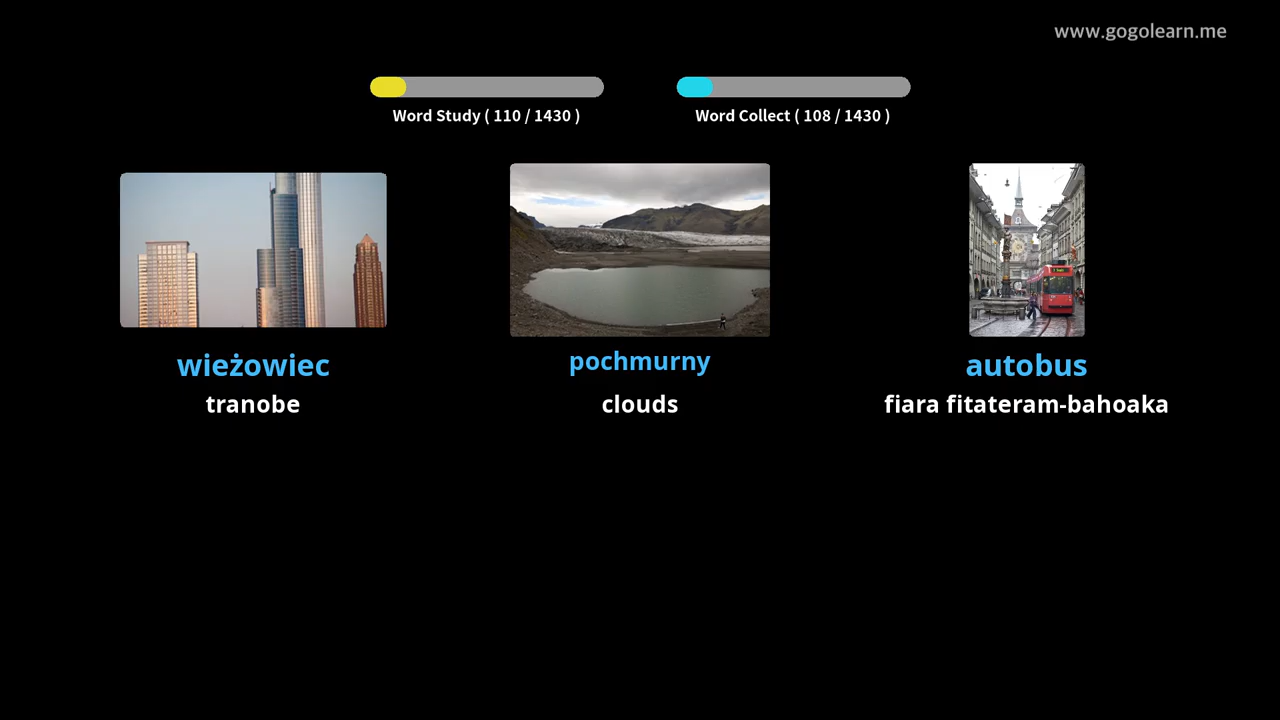 www.gogolearn.me
Word Study ( 110 / 1430 )
Word Collect ( 108 / 1430 )
wieżowiec
tranobe
pochmurny
clouds
autobus
fiara fitateram-bahoaka